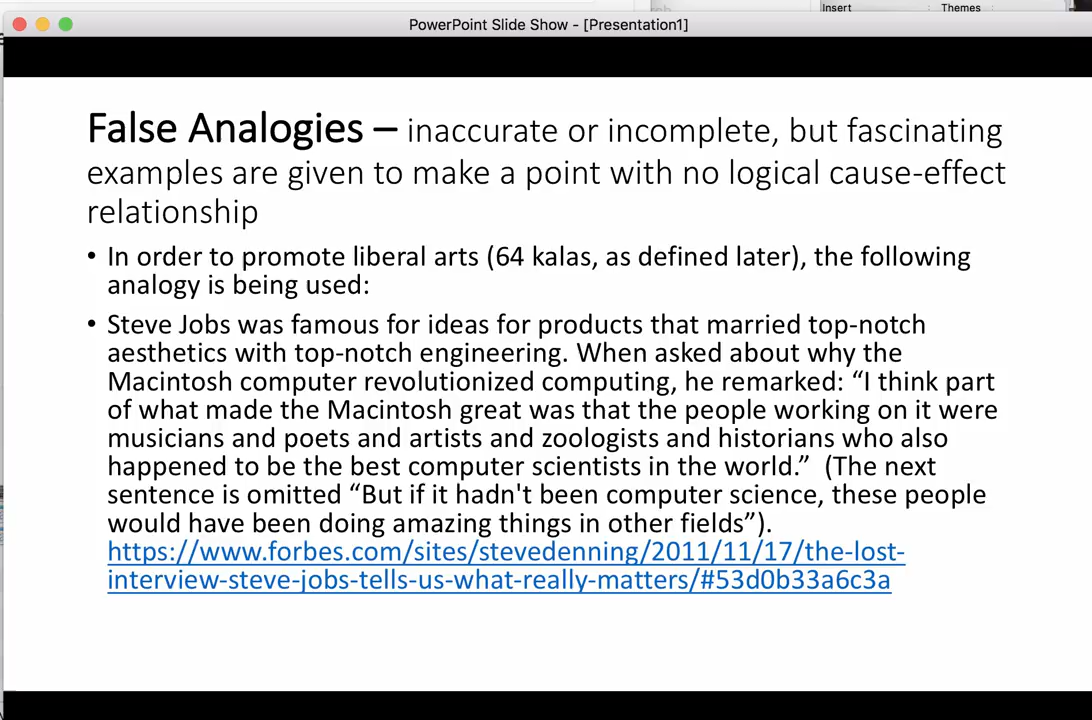 Insert
Themes
PowerPoint Slide Show - [Presentation1]
False Analogies – inaccurate or incomplete, but fascinating
examples are given to make a point with no logical cause-effect
relationship
• In order to promote liberal arts (64 kalas, as defined later), the following
analogy is being used:
• Steve Jobs was famous for ideas for products that married top-notch
aesthetics with top-notch engineering. When asked about why the
Macintosh computer revolutionized computing, he remarked: “I think part
of what made the Macintosh great was that the people working on it were
musicians and poets and artists and zoologists and historians who also
happened to be the best computer scientists in the world.”  (The next
sentence is omitted “But if it hadn't been computer science, these people
would have been doing amazing things in other fields”).
https://www.forbes.com/sites/stevedenning/2011/11/17/the-lost-
interview-steve-jobs-tells-us-what-really-matters/#53d0b33a6c3a